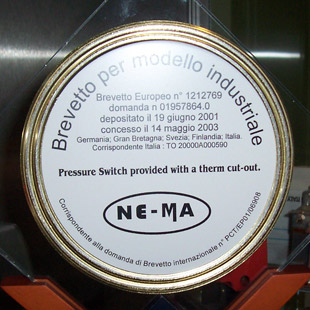 Brevetto per modello industriale
Brevetto Europeo n° 1212769
domanda n 01957864.0
depositato il 19 giugno 2001
concesso il 14 maggio 2003
Germania; Gran Bretagna; Svezia; Finlandia; Italia
Corrispondente Italia : TO 20000A000590
Pressure Switch provided with a therm cut-out.
NE-MA
Corrispondente alla domanda di Brevetto internazionale n° PCT/EP01/06908